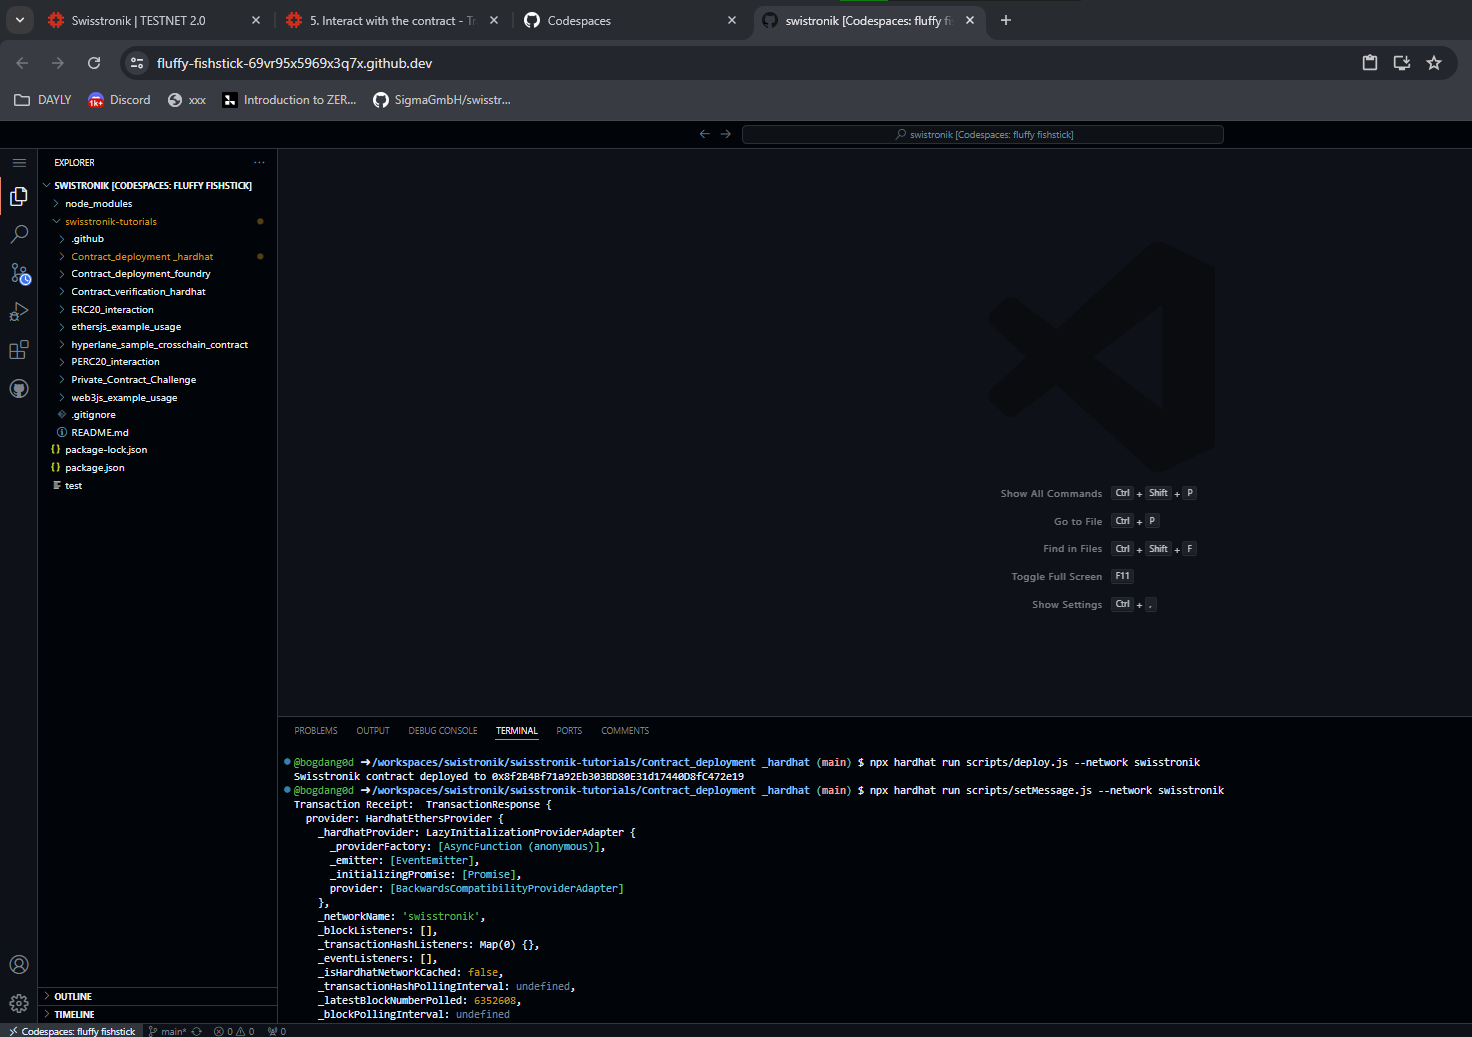 Swisstronik | TESTNET 2.0
5. Interact with the contract - Tr
Codespaces
swistronik [Codespaces: fluffy fi
fluffy-fishstick-69vr95x5969x3q7x.github.dev
DAYLY
1k+
Discord
xxx
Introduction to ZER...
SigmaGmbH/swisstr...
swistronik [Codespaces: fluffy fishstick]
EXPLORER
SWISTRONIK [CODESPACES: FLUFFY FISHSTICK]
node_modules
swisstronik-tutorials
.github
Contract_deployment _hardhat
Contract_deployment_foundry
Contract_verification_hardhat
ERC20_interaction
ethersjs_example_usage
hyperlane_sample_crosschain_contract
PERC20_interaction
Private_Contract_Challenge
web3js_example_usage
.gitignore
README.md
package-lock.json
package.json
test
OUTLINE
TIMELINE
Show All Commands Ctrl + Shift + P
Go to File Ctrl + P
Find in Files Ctrl + Shift + F
Toggle Full Screen F11
Show Settings Ctrl + ,
PROBLEMS OUTPUT DEBUG CONSOLE TERMINAL PORTS COMMENTS
@bogdang0d ➜/workspaces/swistronik/swisstronik-tutorials/Contract_deployment _hardhat (main) $ npx hardhat run scripts/deploy.js --network swisstronik
Swisstronik contract deployed to 0x8f2B4Bf71a92Eb303BD80E31d17440D8fC472e19
@bogdang0d ➜/workspaces/swistronik/swisstronik-tutorials/Contract_deployment _hardhat (main) $ npx hardhat run scripts/setMessage.js --network swisstronik
Transaction Receipt:  TransactionResponse {
provider: HardhatEthersProvider {
_hardhatProvider: LazyInitializationProviderAdapter {
_providerFactory: [AsyncFunction (anonymous)],
_emitter: [EventEmitter],
_initializingPromise: [Promise],
provider: [BackwardsCompatibilityProviderAdapter]
},
_networkName: 'swisstronik',
_blockListeners: [],
_transactionHashListeners: Map(0) {},
_eventListeners: [],
_isHardhatNetworkCached: false,
_transactionHashPollingInterval: undefined,
_latestBlockNumberPolled: 6352608,
_blockPollingInterval: undefined
Codespaces: fluffy fishstick main* 0 0 0